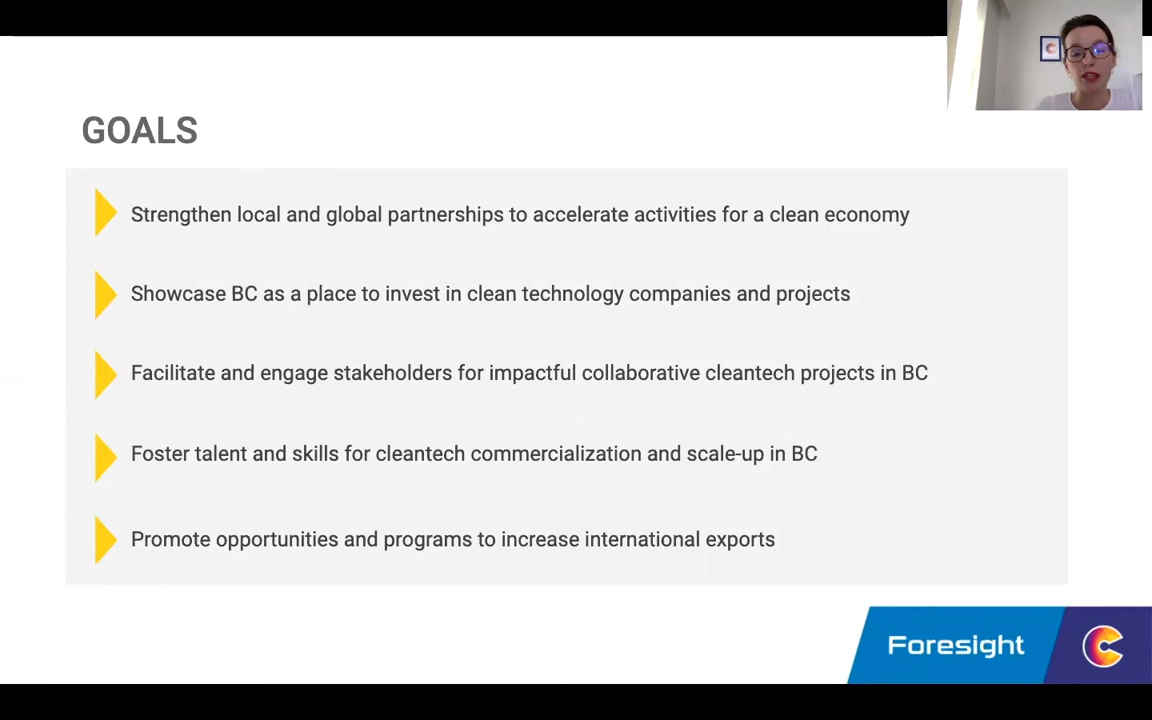 GOALS
Strengthen local and global partnerships to accelerate activities for a clean economy
Showcase BC as a place to invest in clean technology companies and projects
Facilitate and engage stakeholders for impactful collaborative cleantech projects in BC
Foster talent and skills for cleantech commercialization and scale-up in BC
Promote opportunities and programs to increase international exports
Foresight